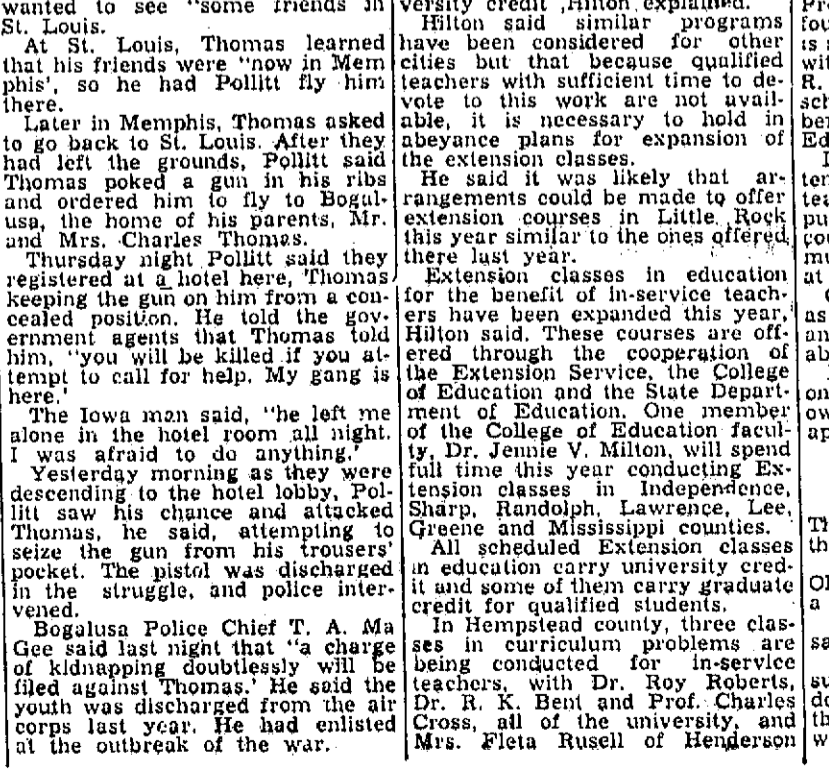 wanted to see "some friends in
St. Louis.
At St. Louis, Thomas learned
that his friends were "now in Mem
phis', so he had Pollitt fly him
there.
Later in Memphis, Thomas asked
to go back to St. Louis. After they
had left the grounds, Pollitt said
Thomas poked a gun in his ribs
and ordered him to fly to Bogal-
usa, the home of his parents, Mr.
and Mrs. Charles Thomas.
Thursday night Pollitt said they
registered at a hotel here, Thomas
keeping the gun on him from a con-
cealed position. He told the gov-
ernment agents that Thomas told
him, "you will be killed if you at-
tempt to call for help. My gang is
here.'
The Iowa man said, "he left me
alone in the hotel room all night.
I was afraid to do anything.'
Yesterday morning as they were
descending to the hotel lobby, Pol-
litt saw his chance and attacked
Thomas, he said, attempting to
seize the gun from his trousers'
pocket. The pistol was discharged
in the struggle, and police inter-
vened.
Bogalusa Police Chief T. A. Ma
Gee said last night that "a charge
of kidnapping doubtlessly will be
filed against Thomas.' He said the
youth was discharged from the air
corps last year. He had enlisted
at the outbreak of the war.
versity credit ,Hilton explained.
Hilton said similar programs
have been considered for other
cities but that because qualified
teachers with sufficient time to de-
vote to this work are not avail-
able, it is necessary to hold in
abeyance plans for expansion of
the extension classes.
He said it was likely that ar-
rangements could be made to offer
extension courses in Little Rock
this year similar to the ones offered
there last year.
Extension classes in education
for the benefit of in-service teach-
ers have been expanded this year,
Hilton said. These courses are off-
ered through the cooperation of
the Extension Service, the College
of Education and the State Depart-
ment of Education. One member
of the College of Education facul-
ty, Dr. Jennie V. Milton, will spend
full time this year conducting Ex-
tension classes in Independence,
Sharp, Randolph, Lawrence, Lee,
Greene and Mississippi counties.
All scheduled Extension classes
in education carry university cred-
it and some of them carry graduate
credit for qualified students.
In Hempstead county, three clas-
ses in curriculum problems are
being conducted for in-service
teachers, with Dr. Roy Roberts,
Dr. R. K. Bent and Prof. Charles
Cross, all of the university, and
Mrs. Fleta Rusell of Henderson